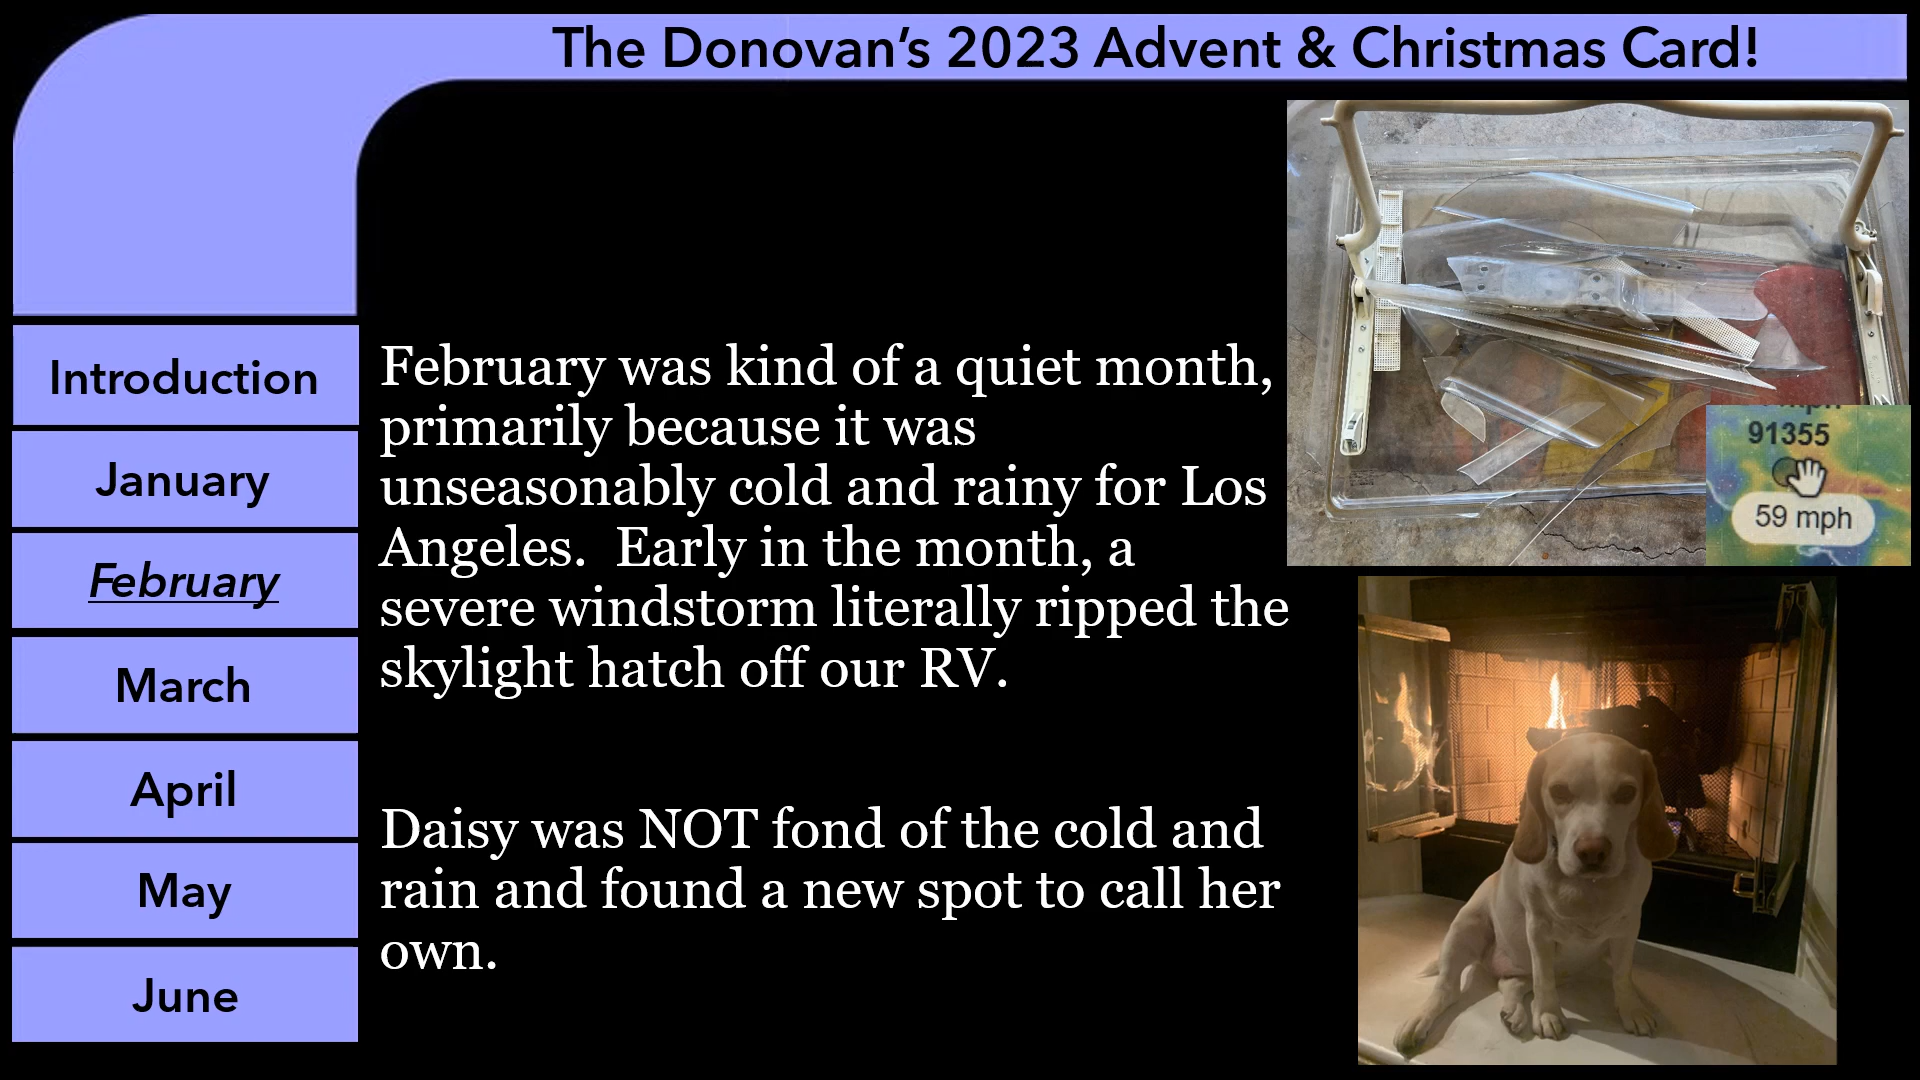 The Donovan’s 2023 Advent & Christmas Card!
Introduction
January
February
March
April
May
June
February was kind of a quiet month,
primarily because it was
unseasonably cold and rainy for Los
Angeles.  Early in the month, a
severe windstorm literally ripped the
skylight hatch off our RV.
Daisy was NOT fond of the cold and
rain and found a new spot to call her
own.
mph
91355
59 mph